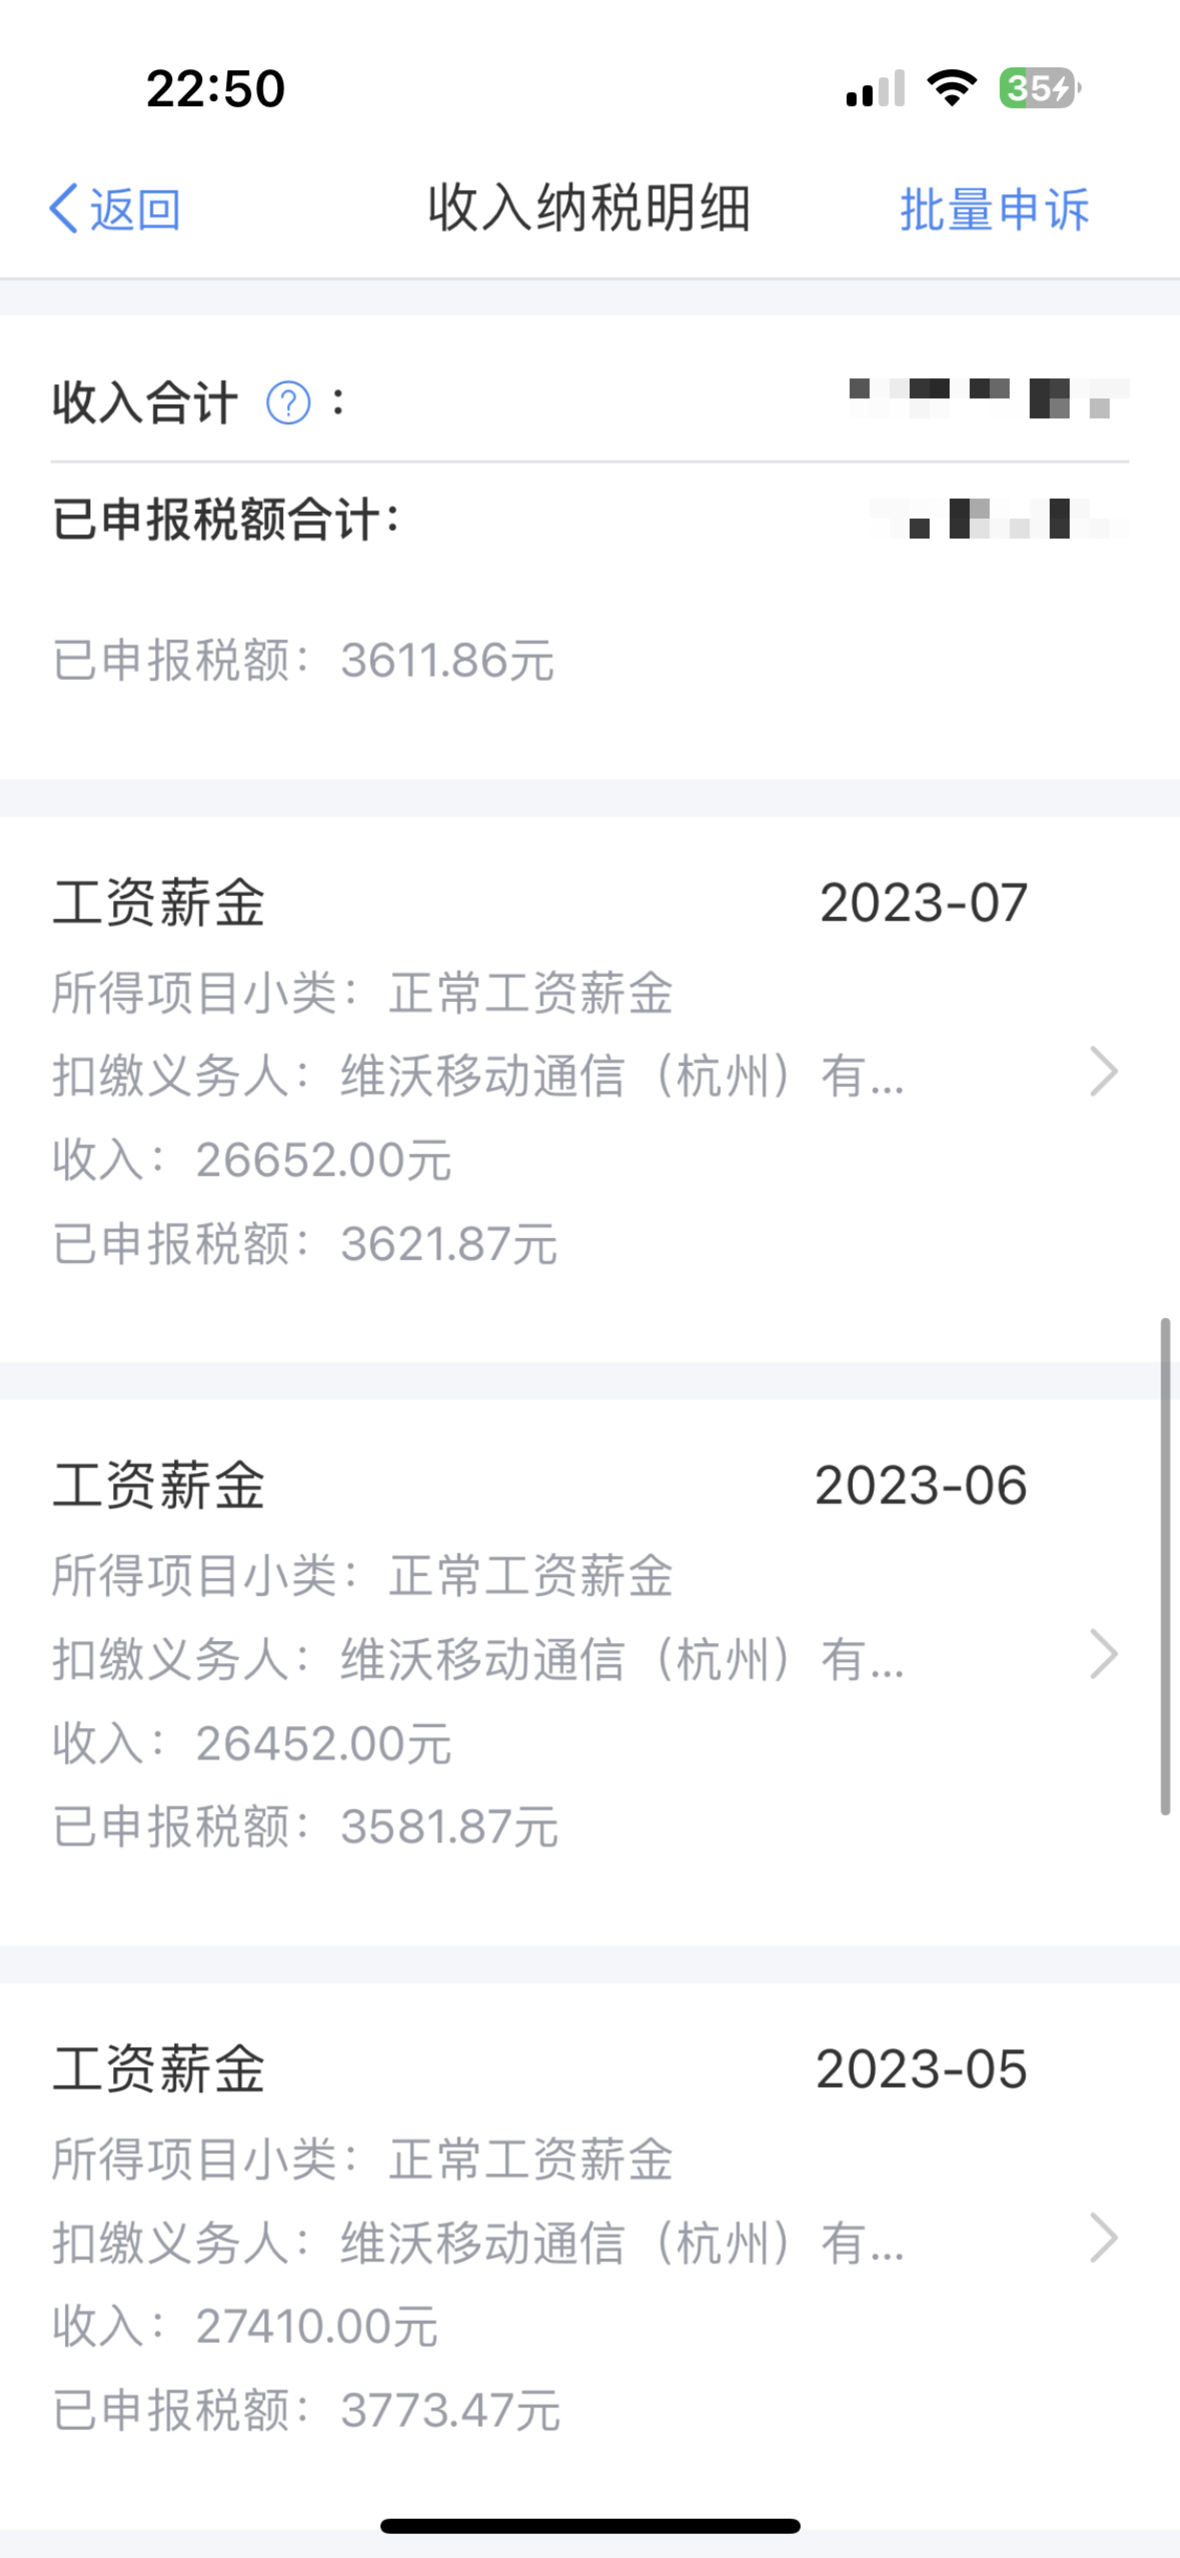 22:50
35
返回 收入纳税明细 批量申诉
收入合计 ? :
已申报税额合计:
已申报税额: 3611.86元
工资薪金 2023-07
所得项目小类: 正常工资薪金
扣缴义务人: 维沃移动通信（杭州）有...
收入: 26652.00元
已申报税额: 3621.87元
工资薪金 2023-06
所得项目小类: 正常工资薪金
扣缴义务人: 维沃移动通信（杭州）有...
收入: 26452.00元
已申报税额: 3581.87元
工资薪金 2023-05
所得项目小类: 正常工资薪金
扣缴义务人: 维沃移动通信（杭州）有...
收入: 27410.00元
已申报税额: 3773.47元